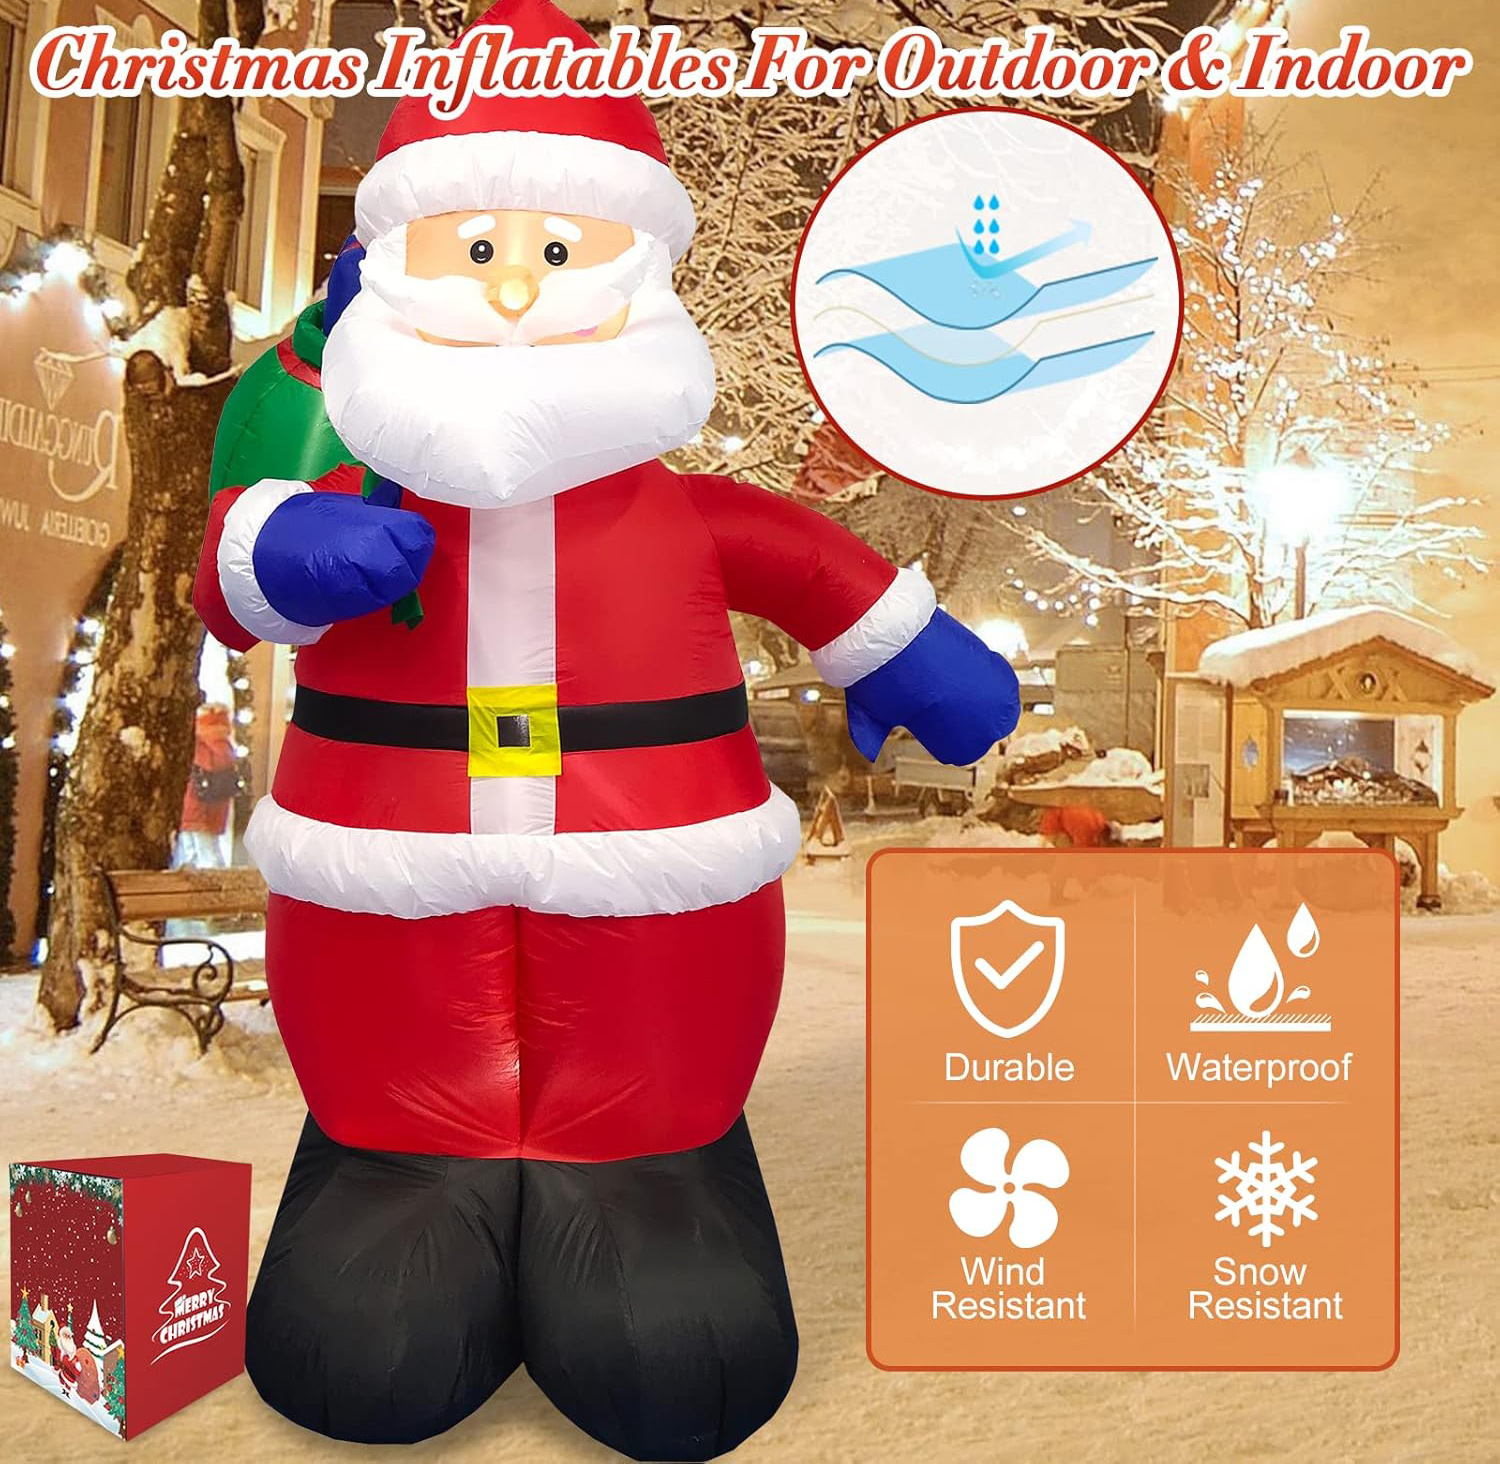 Christmas Inflatables For Outdoor & Indoor
Durable
Waterproof
Wind
Resistant
Snow
Resistant
MERRY
CHRISTMAS